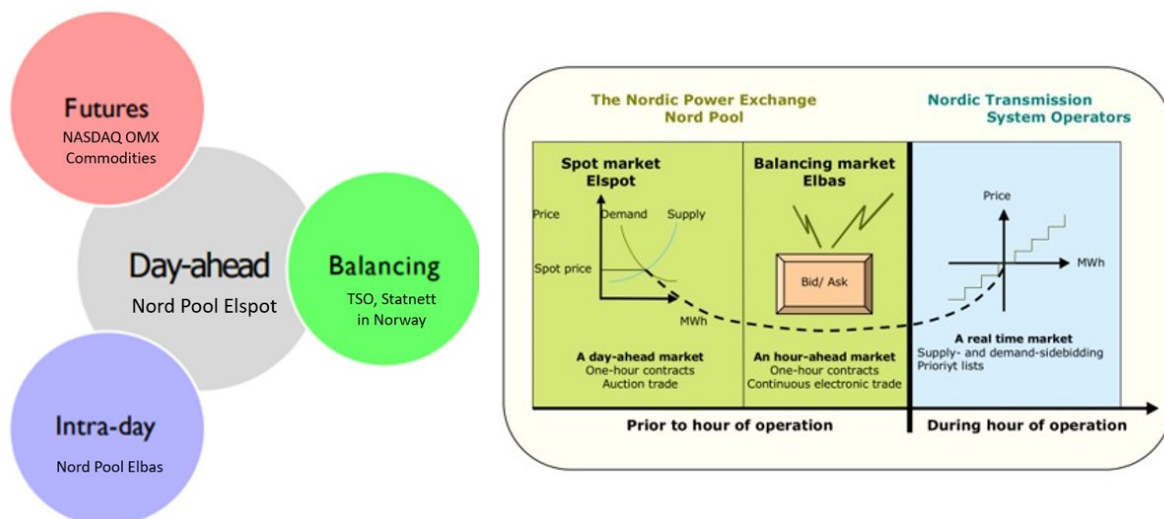 Futures
NASDAQ OMX
Commodities
Day-ahead
Nord Pool Elspot
Balancing
TSO, Statnett
in Norway
Intra-day
Nord Pool Elbas
The Nordic Power Exchange
Nord Pool
Nordic Transmission
System Operators
Spot market
Elspot
Price
Demand
Supply
Spot price
MWh
A day-ahead market
One-hour contracts
Auction trade
Balancing market
Elbas
Bid/ Ask
An hour-ahead market
One-hour contracts
Continuous electronic trade
Price
MWh
A real time market
Supply- and demand-sidebidding
Prioriyt lists
Prior to hour of operation
During hour of operation